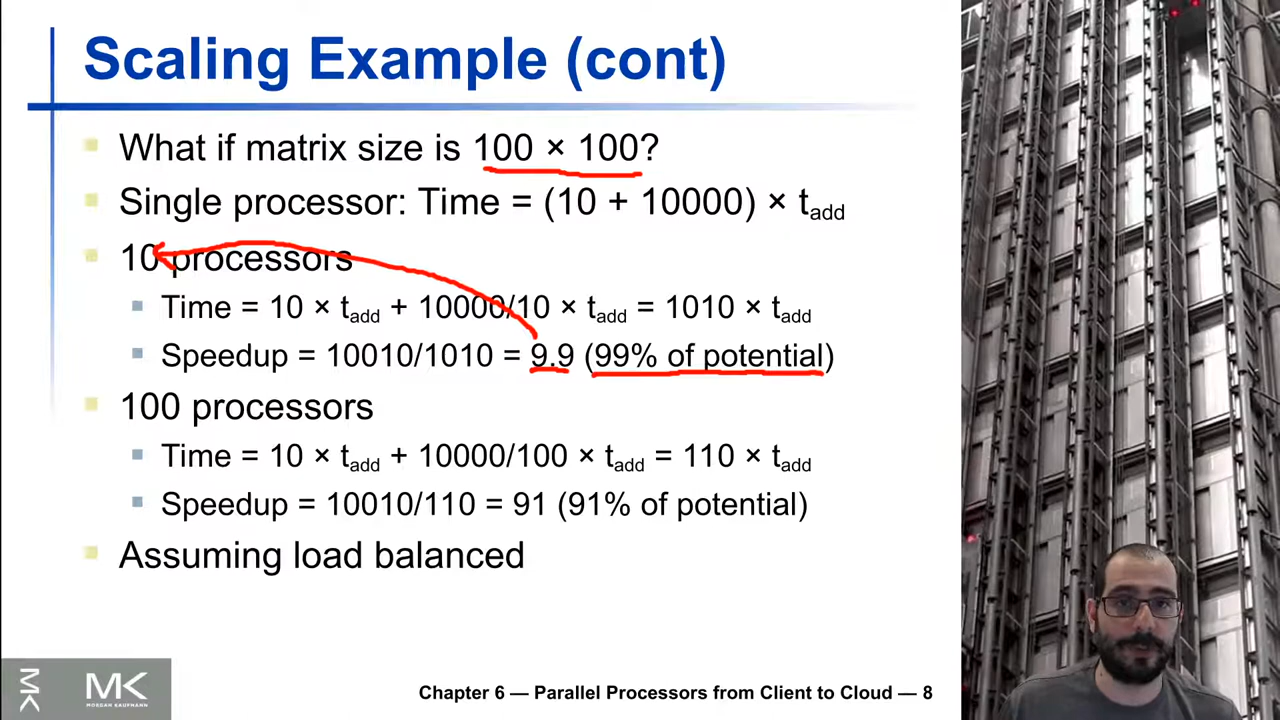 Scaling Example (cont)
What if matrix size is 100 × 100?
Single processor: Time = (10 + 10000) × tadd
10 processors
Time = 10 × tadd + 10000/10 × tadd = 1010 × tadd
Speedup = 10010/1010 = 9.9 (99% of potential)
100 processors
Time = 10 × tadd + 10000/100 × tadd = 110 × tadd
Speedup = 10010/110 = 91 (91% of potential)
Assuming load balanced
MK
MK
MORGAN KAUFMANN
Chapter 6 — Parallel Processors from Client to Cloud — 8